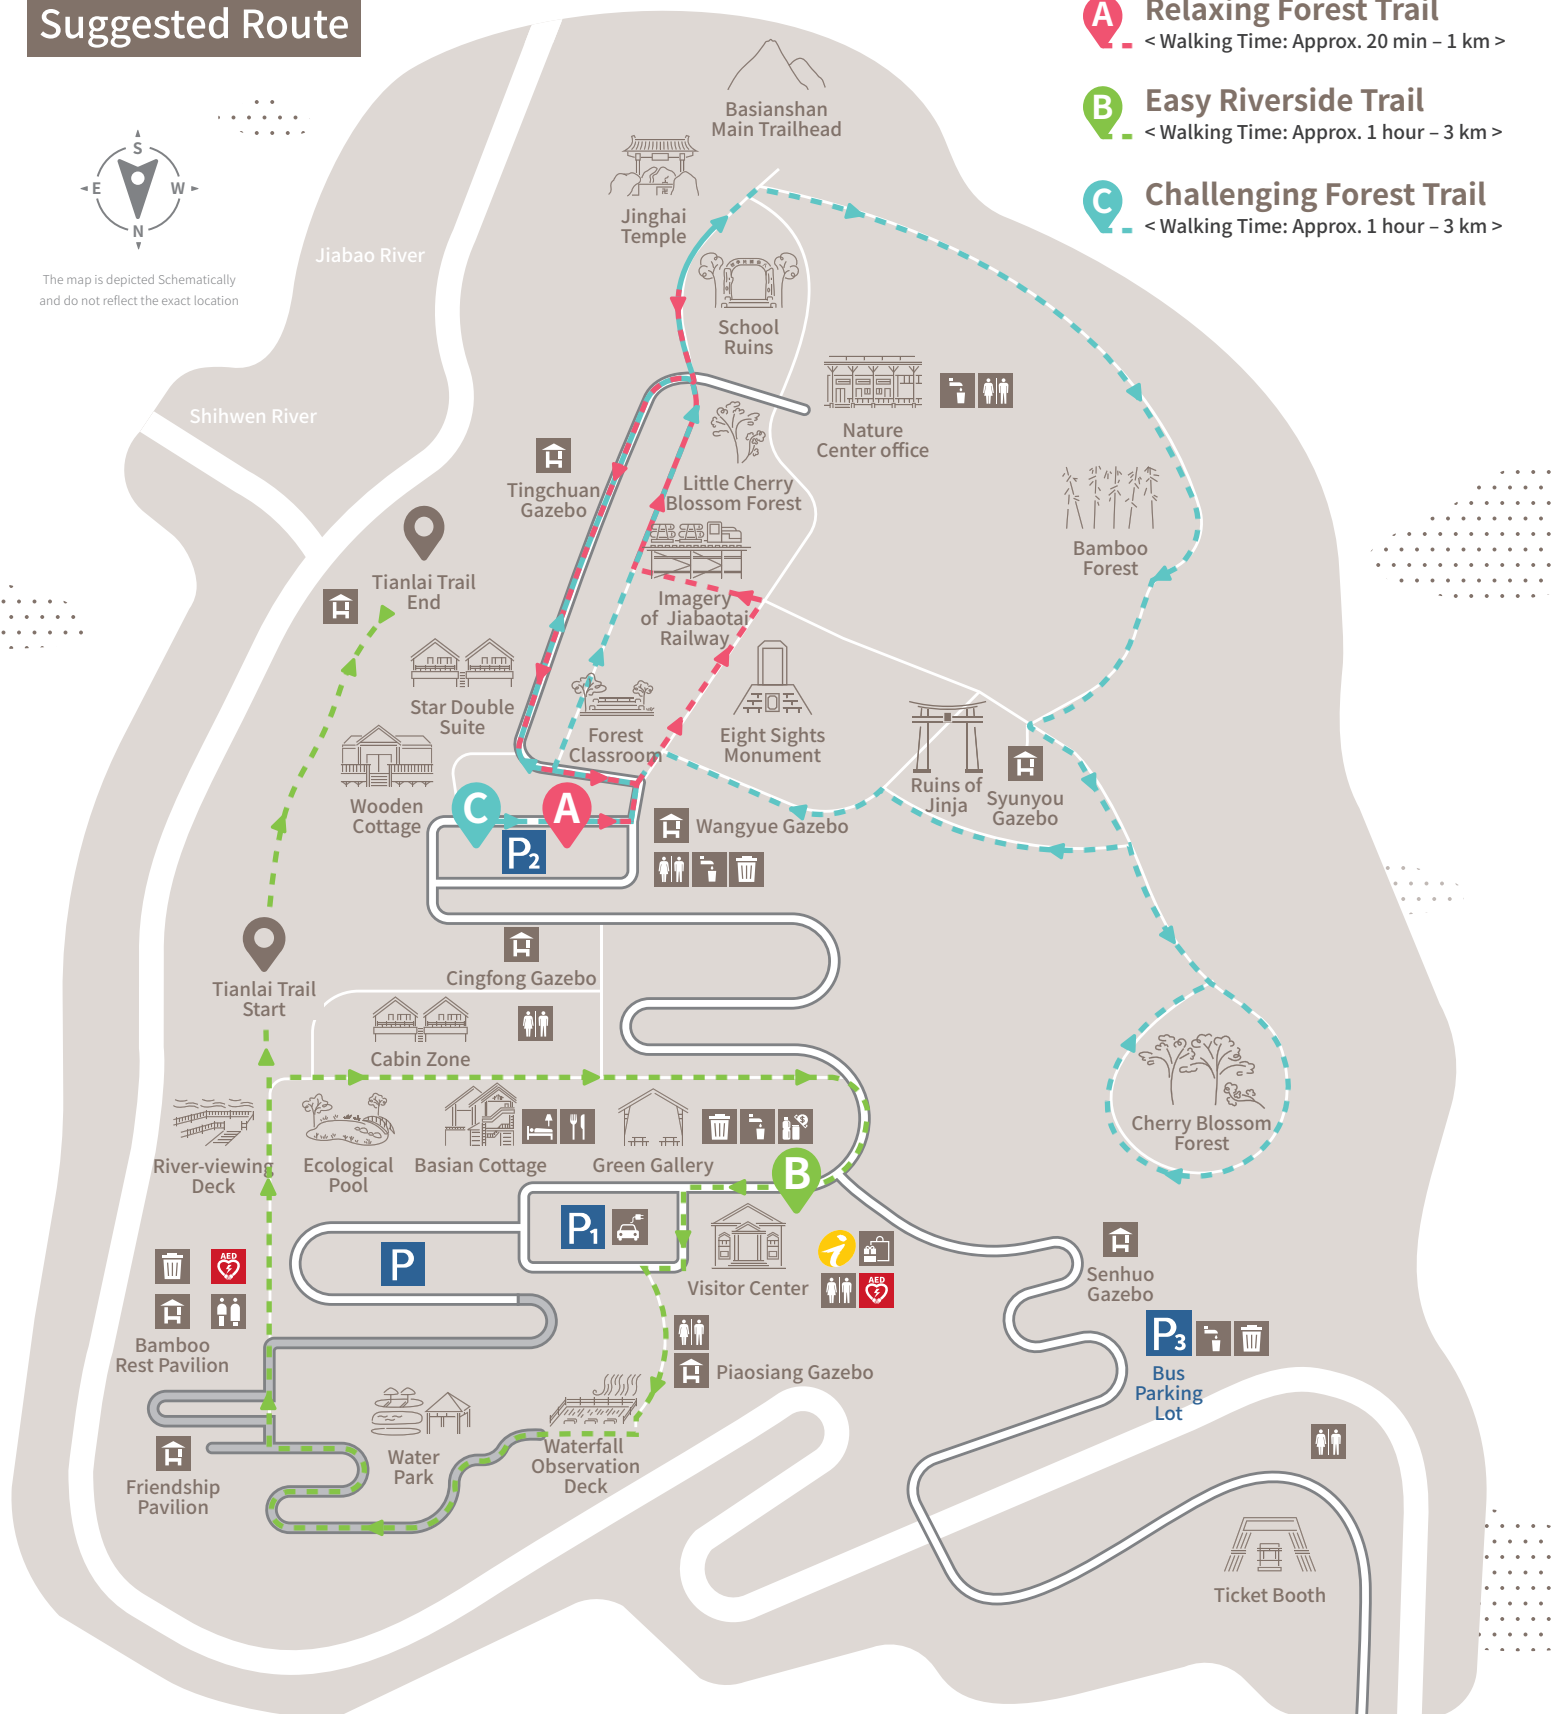 Suggested Route
A
Relaxing Forest Trail
< Walking Time: Approx. 20 min – 1 km >
B
Easy Riverside Trail
< Walking Time: Approx. 1 hour – 3 km >
C
Challenging Forest Trail
< Walking Time: Approx. 1 hour – 3 km >
S
E
W
N
The map is depicted Schematically
and do not reflect the exact location
Jiabao River
Shihwen River
Basianshan
Main Trailhead
Jinghai
Temple
School
Ruins
Nature
Center office
Tingchuan
Gazebo
Little Cherry
Blossom Forest
Bamboo
Forest
Tianlai Trail
End
Imagery
of Jiabaotai
Railway
Star Double
Suite
Forest
Classroom
Eight Sights
Monument
Ruins of
Jinja
Syunyou
Gazebo
Wooden
Cottage
C
A
P2
Wangyue Gazebo
Cingfong Gazebo
Tianlai Trail
Start
Cabin Zone
Cherry Blossom
Forest
River-viewing
Deck
Ecological
Pool
Basian Cottage
Green Gallery
B
P1
P
Visitor Center
i
AED
AED
Senhuo
Gazebo
P3
Bus
Parking
Lot
Bamboo
Rest Pavilion
Piaosiang Gazebo
Water
Park
Waterfall
Observation
Deck
Friendship
Pavilion
Ticket Booth